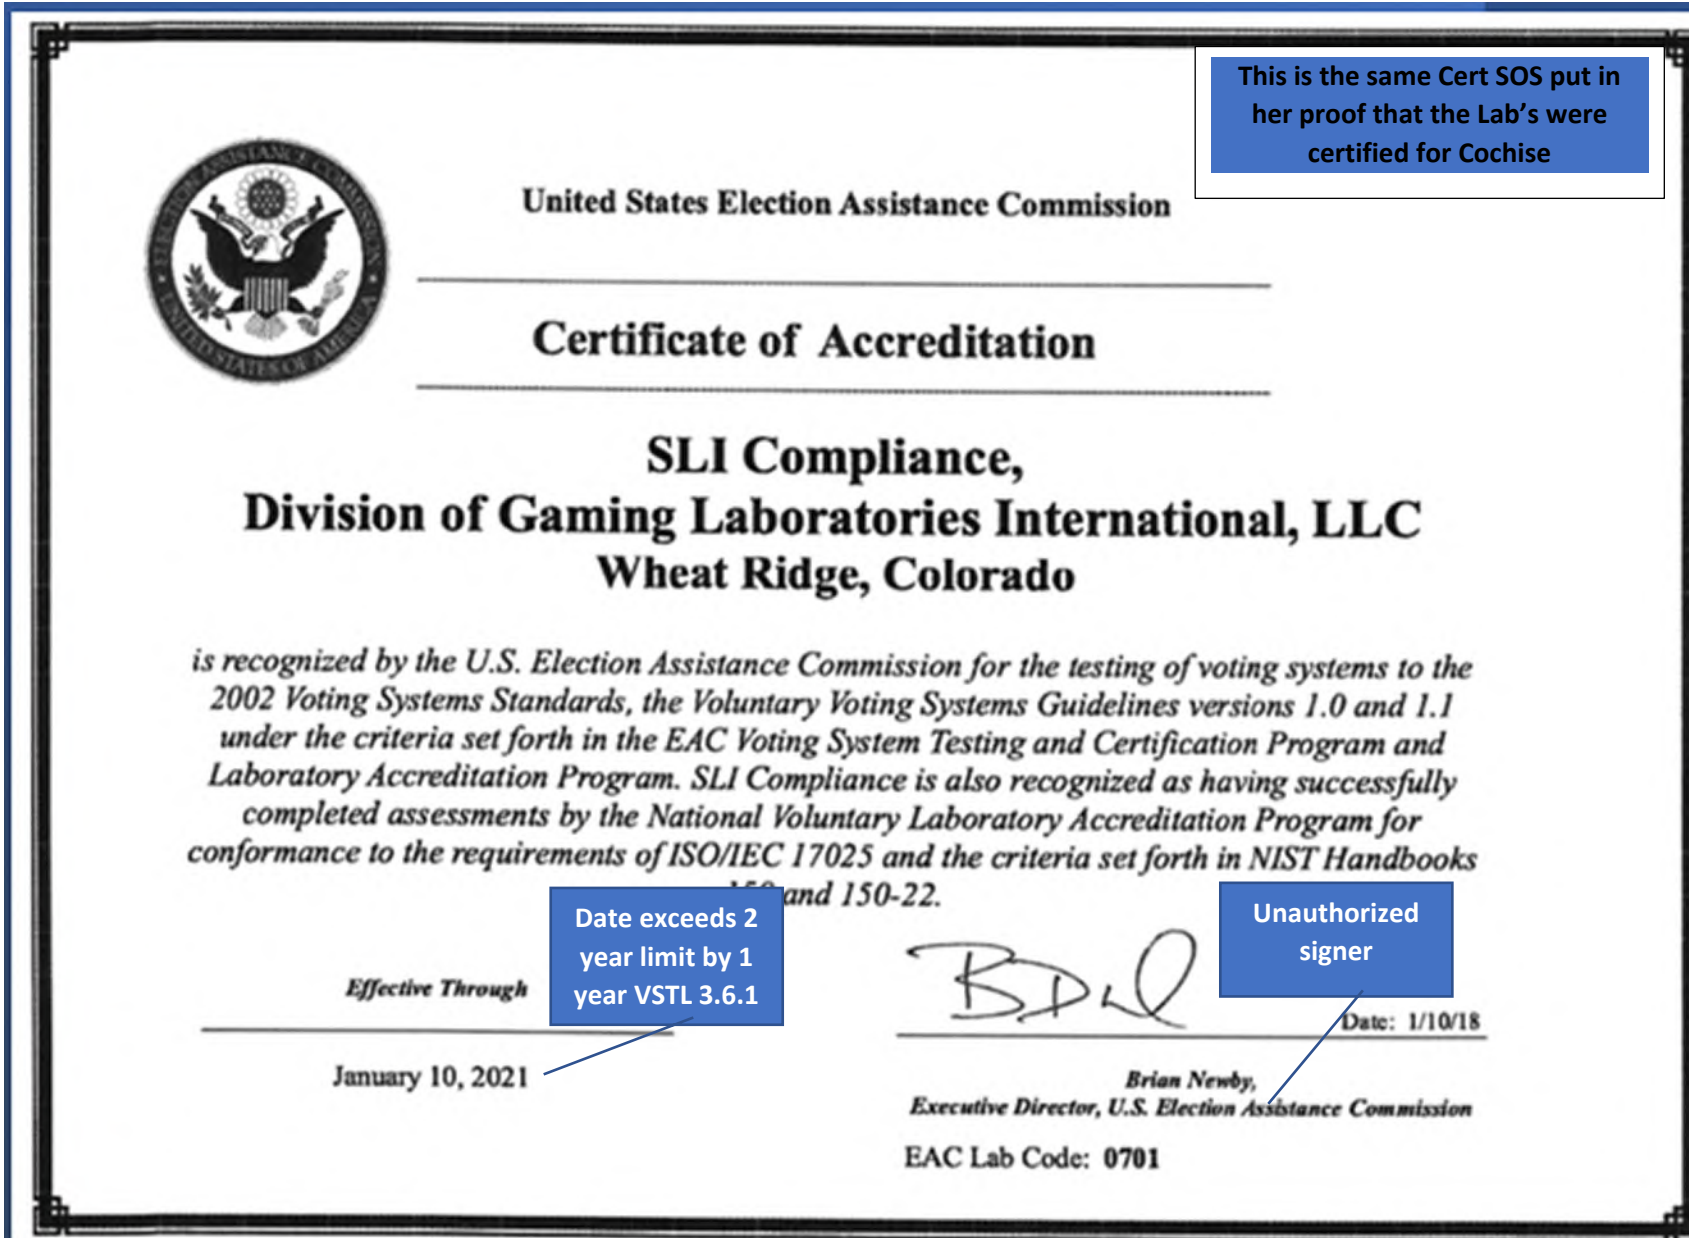 This is the same Cert SOS put in
her proof that the Lab's were
certified for Cochise
ELECTION ASSISTANCE COMMISSION
UNITED STATES OF AMERICA
United States Election Assistance Commission
Certificate of Accreditation
SLI Compliance,
Division of Gaming Laboratories International, LLC
Wheat Ridge, Colorado
is recognized by the U.S. Election Assistance Commission for the testing of voting systems to the
2002 Voting Systems Standards, the Voluntary Voting Systems Guidelines versions 1.0 and 1.1
under the criteria set forth in the EAC Voting System Testing and Certification Program and
Laboratory Accreditation Program. SLI Compliance is also recognized as having successfully
completed assessments by the National Voluntary Laboratory Accreditation Program for
conformance to the requirements of ISO/IEC 17025 and the criteria set forth in NIST Handbooks
150 and 150-22.
Date exceeds 2
year limit by 1
year VSTL 3.6.1
Unauthorized
signer
Effective Through
January 10, 2021
Date: 1/10/18
Brian Newby,
Executive Director, U.S. Election Assistance Commission
EAC Lab Code: 0701